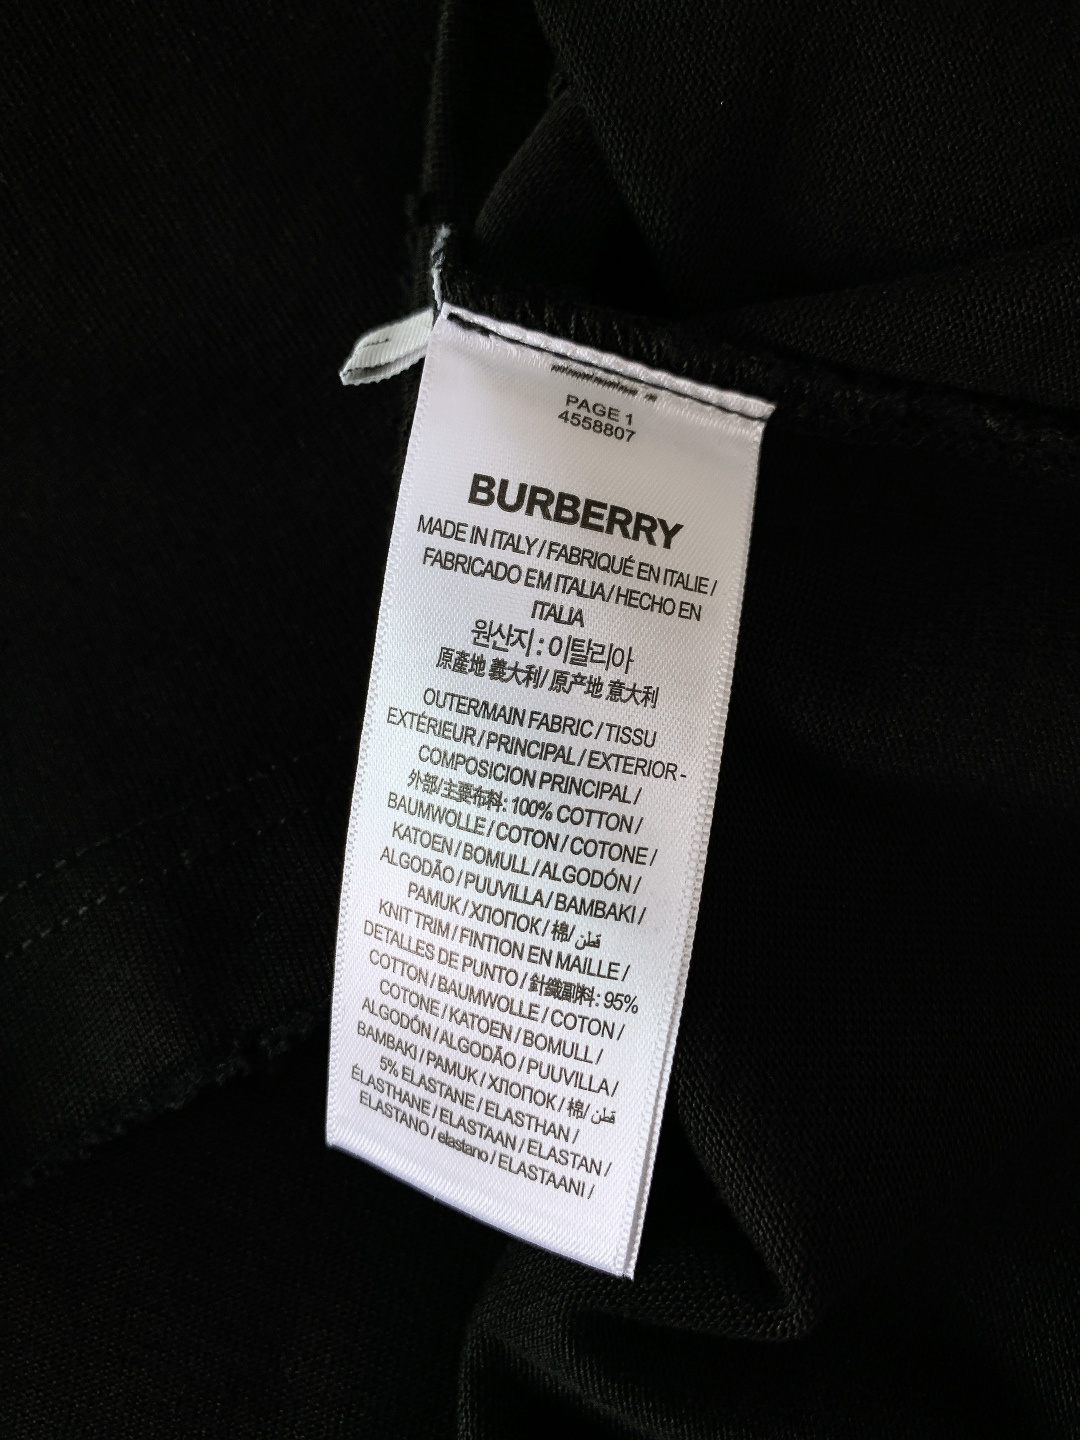 PAGE 1
4558807
BURBERRY
MADE IN ITALY / FABRIQUÉ EN ITALIE /
FABRICADO EM ITALIA / HECHO EN
ITALIA
원산지 : 이탈리아
原產地 義大利 / 原产地 意大利
OUTER/MAIN FABRIC / TISSU
EXTÉRIEUR / PRINCIPAL / EXTERIOR -
COMPOSICION PRINCIPAL /
外部/主要布料: 100% COTTON /
BAUMWOLLE / COTON / COTONE /
KATOEN / BOMULL / ALGODÓN /
ALGODÃO / PUUVILLA / BAMBAKI /
PAMUK / ХЛОПОК / 棉/ قطن /
KNIT TRIM / FINTION EN MAILLE /
DETALLES DE PUNTO / 針織副料: 95%
COTTON / BAUMWOLLE / COTON /
COTONE / KATOEN / BOMULL /
ALGODÓN / ALGODÃO / PUUVILLA /
BAMBAKI / PAMUK / ХЛОПОК / 棉/ قطن /
5% ELASTANE / ELASTHAN /
ÉLASTHANE / ELASTAAN / ELASTAN /
ELASTANO / elastano / ELASTAANI /